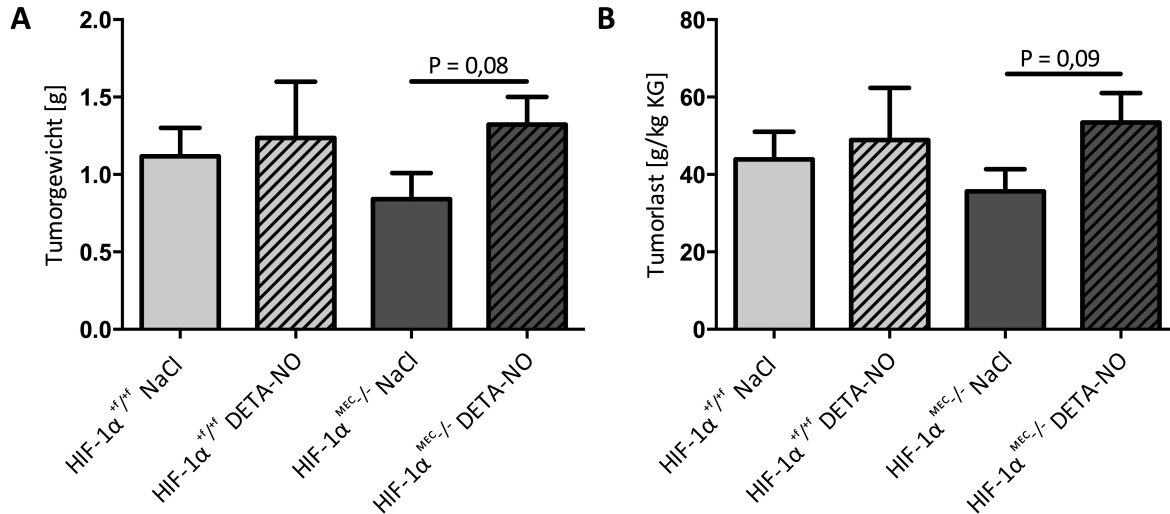 A
Tumorgewicht [g]
2.0
1.5
1.0
0.5
0.0
P = 0,08
HIF-1α +f/+f NaCl
HIF-1α +f/+f DETA-NO
HIF-1α MEC-/- NaCl
HIF-1α MEC-/- DETA-NO
B
Tumorlast [g/kg KG]
80
60
40
20
0
P = 0,09
HIF-1α +f/+f NaCl
HIF-1α +f/+f DETA-NO
HIF-1α MEC-/- NaCl
HIF-1α MEC-/- DETA-NO